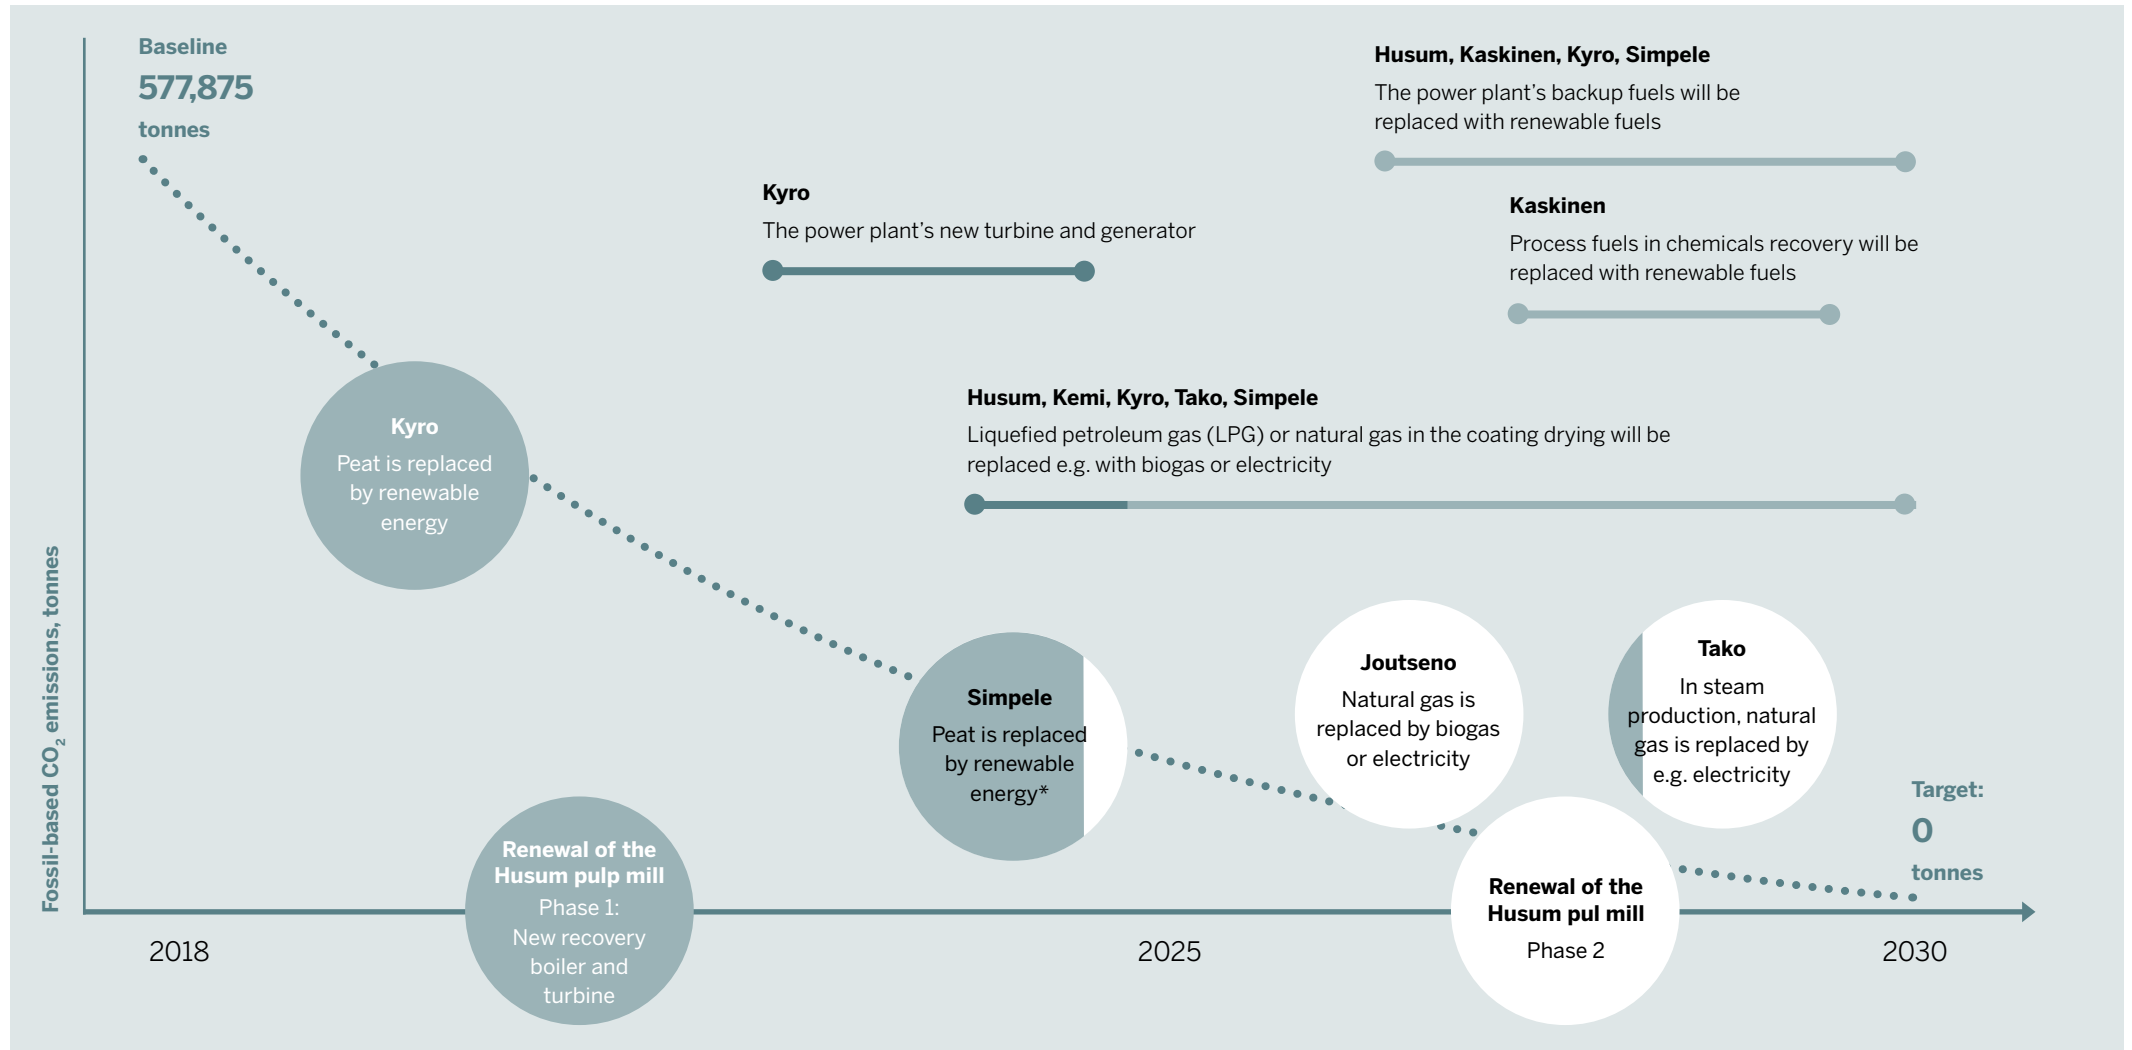 Baseline
577,875
tonnes
Husum, Kaskinen, Kyro, Simpele
The power plant's backup fuels will be
replaced with renewable fuels
Kyro
The power plant's new turbine and generator
Kaskinen
Process fuels in chemicals recovery will be
replaced with renewable fuels
Husum, Kemi, Kyro, Tako, Simpele
Liquefied petroleum gas (LPG) or natural gas in the coating drying will be
replaced e.g. with biogas or electricity
Kyro
Peat is replaced
by renewable
energy
Simpele
Peat is replaced
by renewable
energy*
Joutseno
Natural gas is
replaced by biogas
or electricity
Tako
In steam
production, natural
gas is replaced by
e.g. electricity
Target:
0
tonnes
Renewal of the
Husum pulp mill
Phase 1:
New recovery
boiler and
turbine
Renewal of the
Husum pul mill
Phase 2
Fossil-based CO₂ emissions, tonnes
2018
2025
2030